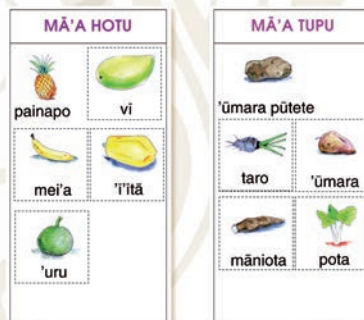 MĀ'A HOTU
painapo
vī
mei'a
'ī'ītā
'uru
MĀ'A TUPU
'ūmara pūtete
taro
'ūmara
māniota
pota